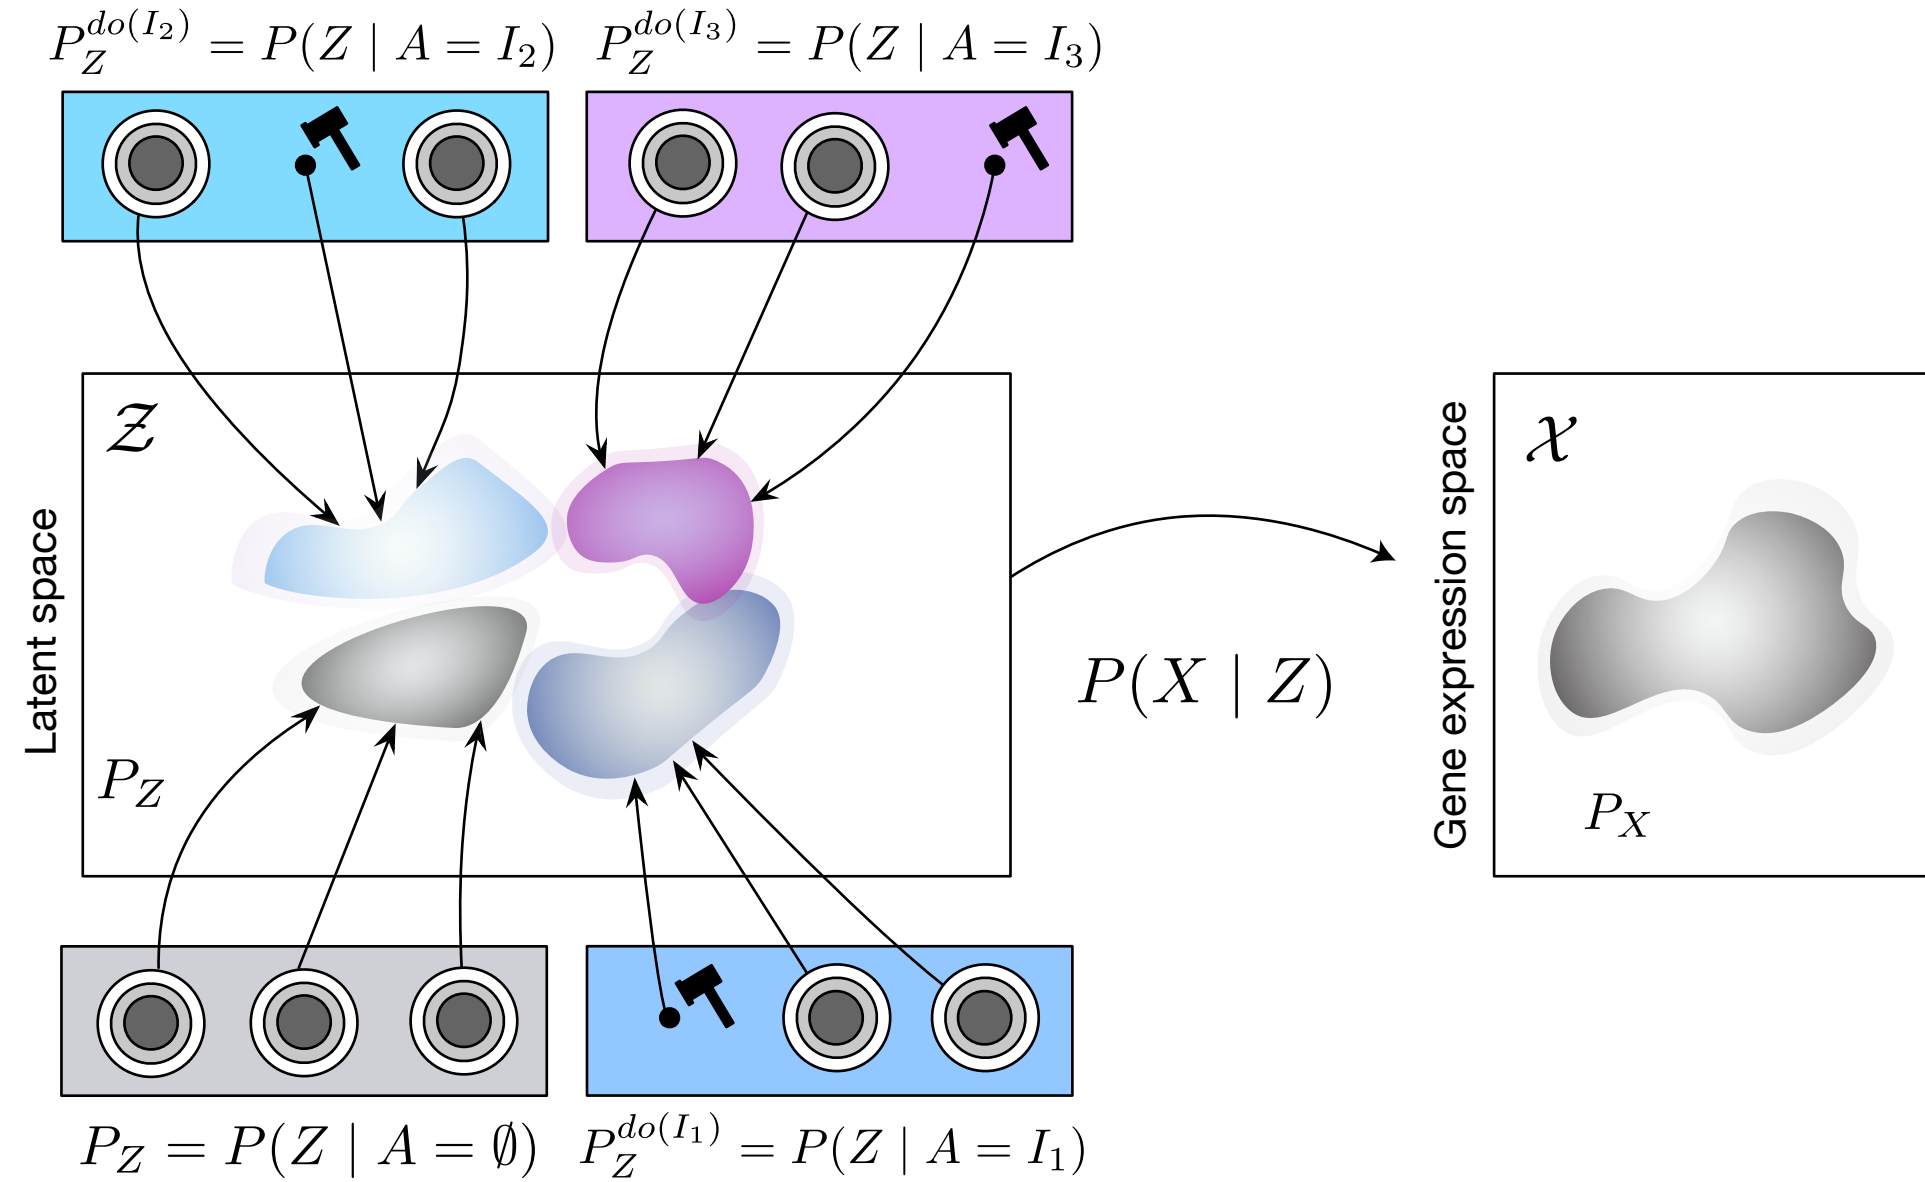 P_Z^{do(I_2)} = P(Z | A = I_2)
P_Z^{do(I_3)} = P(Z | A = I_3)
𝒵
Latent space
P_Z
P(X | Z)
Gene expression space
𝒳
P_X
P_Z = P(Z | A = ∅)
P_Z^{do(I_1)} = P(Z | A = I_1)